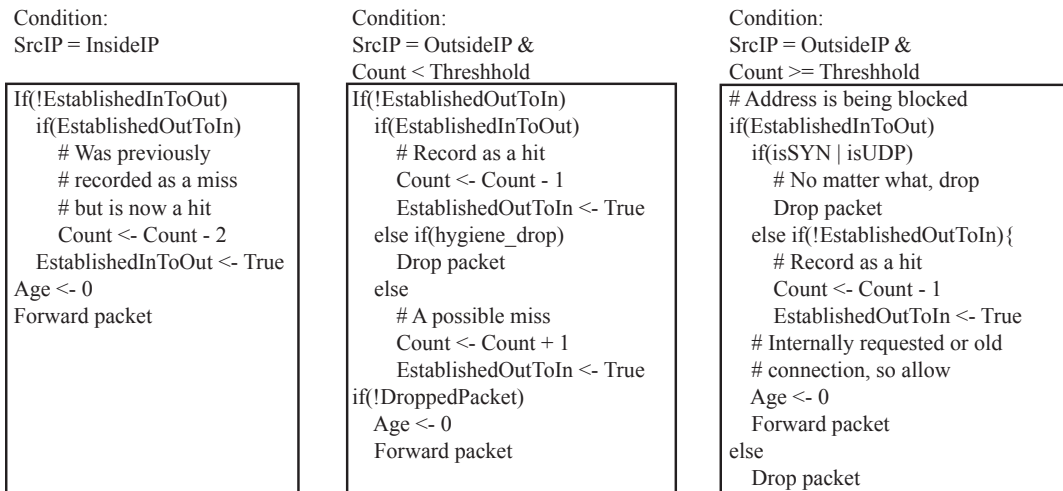 Condition:
SrcIP = InsideIP
If(!EstablishedInToOut)
if(EstablishedOutToIn)
# Was previously
# recorded as a miss
# but is now a hit
Count <- Count - 2
EstablishedInToOut <- True
Age <- 0
Forward packet
Condition:
SrcIP = OutsideIP &
Count < Threshhold
If(!EstablishedOutToIn)
if(EstablishedInToOut)
# Record as a hit
Count <- Count - 1
EstablishedOutToIn <- True
else if(hygiene_drop)
Drop packet
else
# A possible miss
Count <- Count + 1
EstablishedOutToIn <- True
if(!DroppedPacket)
Age <- 0
Forward packet
Condition:
SrcIP = OutsideIP &
Count >= Threshhold
# Address is being blocked
if(EstablishedInToOut)
if(isSYN | isUDP)
# No matter what, drop
Drop packet
else if(!EstablishedOutToIn){
# Record as a hit
Count <- Count - 1
EstablishedOutToIn <- True
# Internally requested or old
# connection, so allow
Age <- 0
Forward packet
else
Drop packet